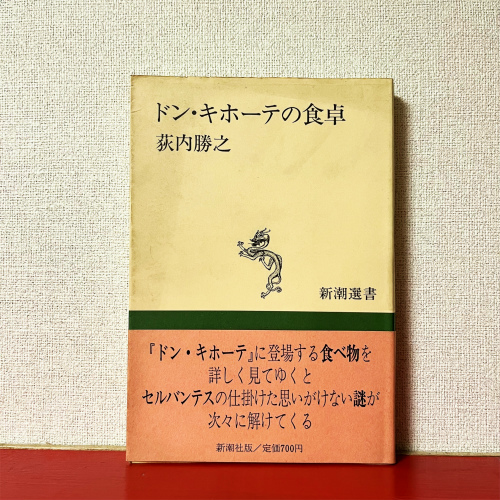 ドン・キホーテの食卓
荻内勝之
新潮選書
『ドン・キホーテ』に登場する食べ物を
詳しく見てゆくと
セルバンテスの仕掛けた思いがけない謎が
次々に解けてくる
新潮社版/定価700円